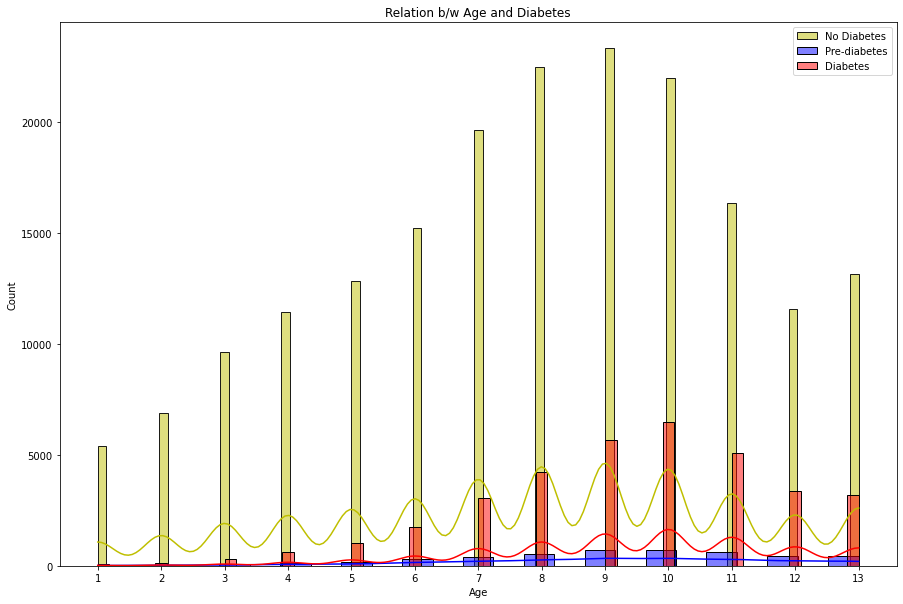 Relation b/w Age and Diabetes
No Diabetes
Pre-diabetes
Diabetes
20000
15000
10000
5000
0
Count
1 2 3 4 5 6 7 8 9 10 11 12 13
Age